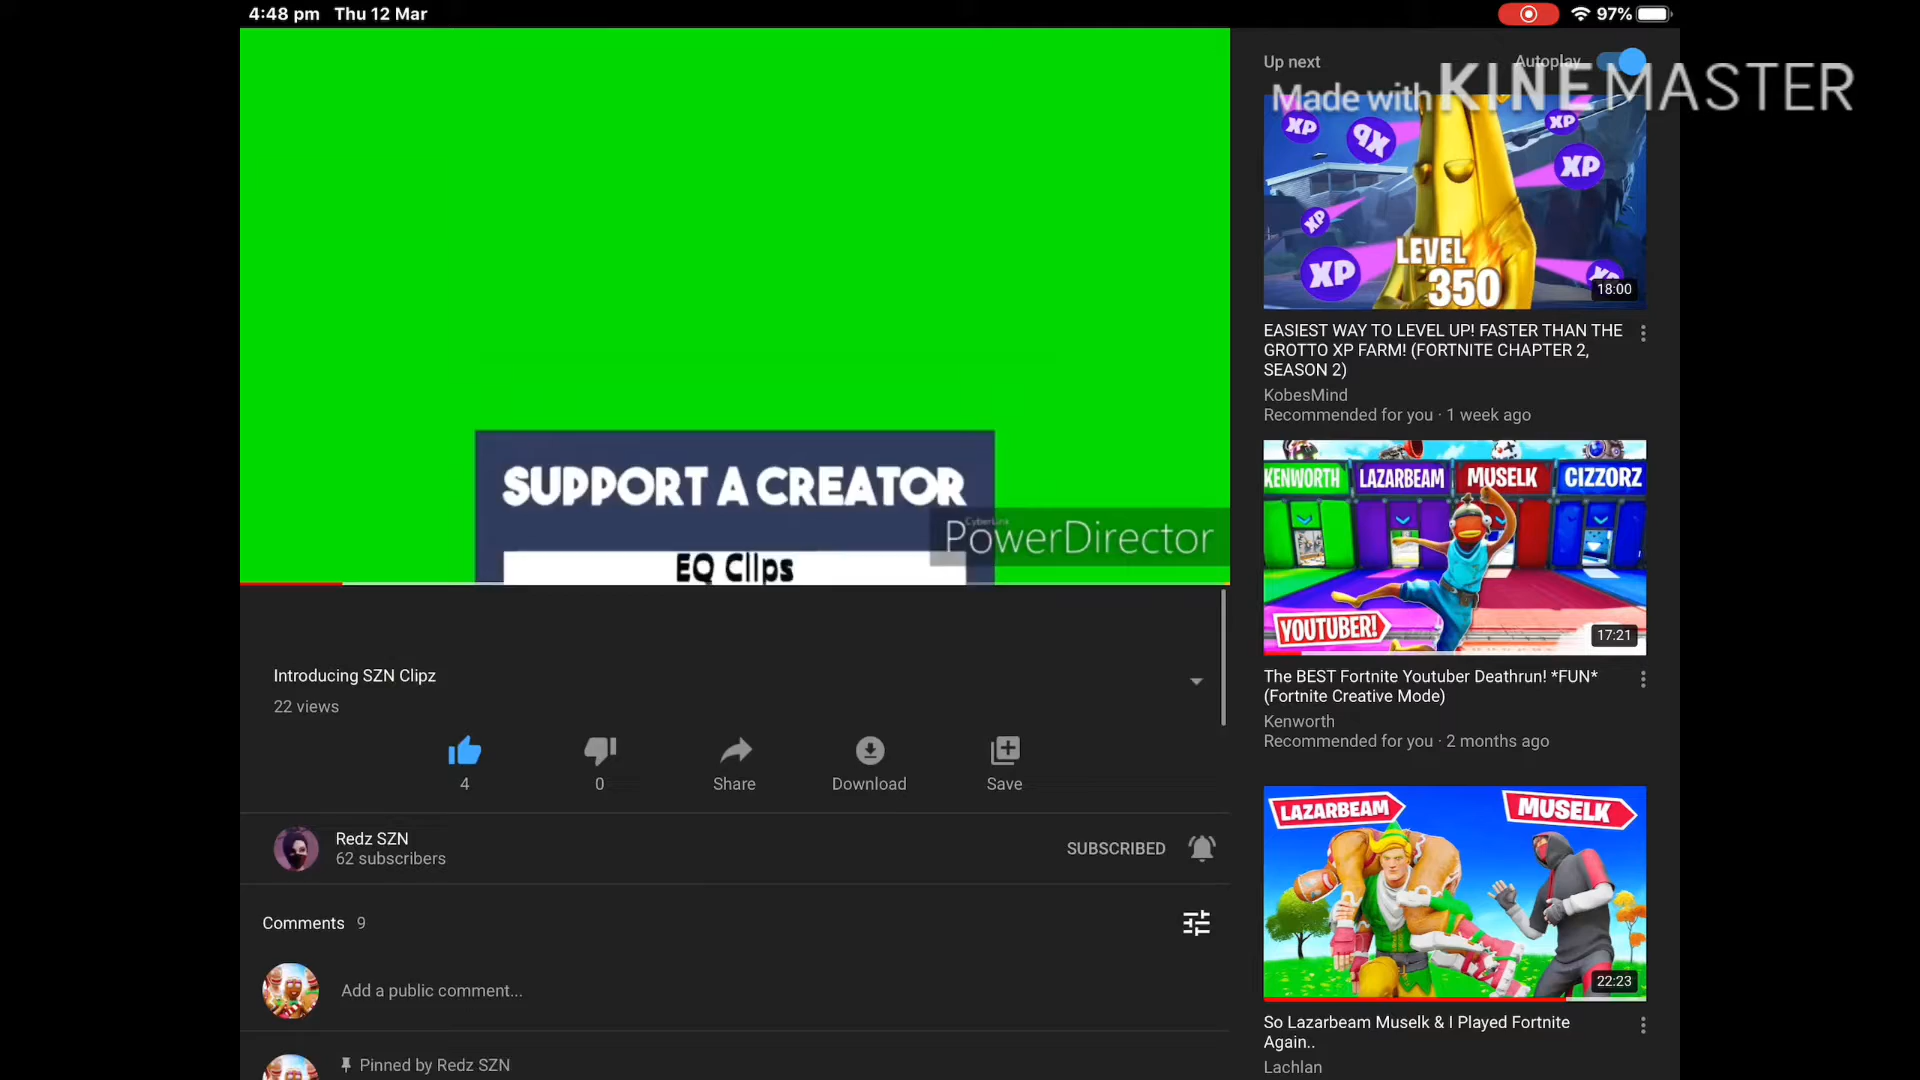 4:48 pm Thu 12 Mar
97%
Up next
Autoplay
Made with KINEMASTER
XP
XP
XP
XP
XP
XP
XP
LEVEL
350
18:00
EASIEST WAY TO LEVEL UP! FASTER THAN THE
GROTTO XP FARM! (FORTNITE CHAPTER 2,
SEASON 2)
KobesMind
Recommended for you · 1 week ago
SUPPORT A CREATOR
CyberLink
PowerDirector
EQ Clips
KENWORTH
LAZARBEAM
MUSELK
CIZZORZ
YOUTUBER!
17:21
The BEST Fortnite Youtuber Deathrun! *FUN*
(Fortnite Creative Mode)
Kenworth
Recommended for you · 2 months ago
Introducing SZN Clipz
22 views
4
0
Share
Download
Save
Redz SZN
62 subscribers
SUBSCRIBED
Comments 9
Add a public comment...
Pinned by Redz SZN
LAZARBEAM
MUSELK
22:23
So Lazarbeam Muselk & I Played Fortnite
Again..
Lachlan